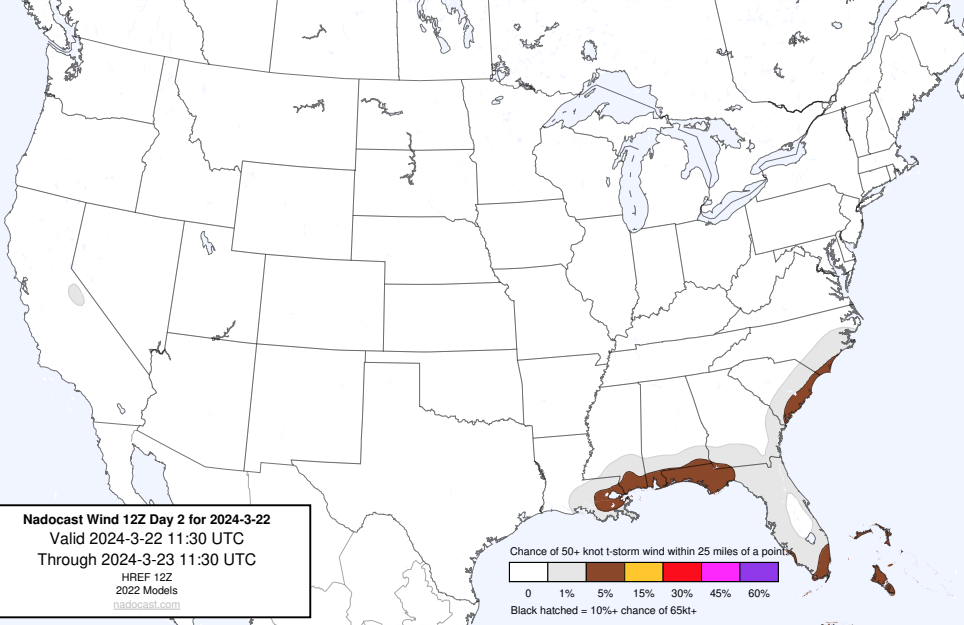 Nadocast Wind 12Z Day 2 for 2024-3-22
Valid 2024-3-22 11:30 UTC
Through 2024-3-23 11:30 UTC
HREF 12Z
2022 Models
nadocast.com
Chance of 50+ knot t-storm wind within 25 miles of a point.
0 1% 5% 15% 30% 45% 60%
Black hatched = 10%+ chance of 65kt+